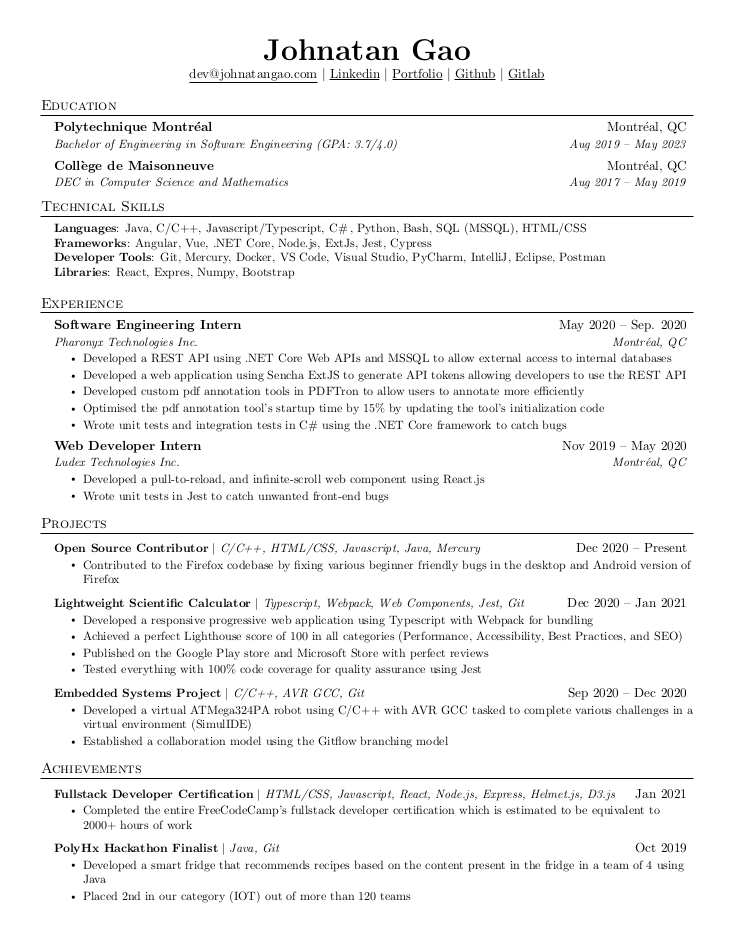 Johnatan Gao
dev@johnatangao.com | Linkedin | Portfolio | Github | Gitlab
Education
Polytechnique Montréal Montréal, QC
Bachelor of Engineering in Software Engineering (GPA: 3.7/4.0) Aug 2019 – May 2023
Collège de Maisonneuve Montréal, QC
DEC in Computer Science and Mathematics Aug 2017 – May 2019
Technical Skills
Languages: Java, C/C++, Javascript/Typescript, C#, Python, Bash, SQL (MSSQL), HTML/CSS
Frameworks: Angular, Vue, .NET Core, Node.js, ExtJs, Jest, Cypress
Developer Tools: Git, Mercury, Docker, VS Code, Visual Studio, PyCharm, IntelliJ, Eclipse, Postman
Libraries: React, Expres, Numpy, Bootstrap
Experience
Software Engineering Intern May 2020 – Sep. 2020
Pharonyx Technologies Inc. Montréal, QC
• Developed a REST API using .NET Core Web APIs and MSSQL to allow external access to internal databases
• Developed a web application using Sencha ExtJS to generate API tokens allowing developers to use the REST API
• Developed custom pdf annotation tools in PDFTron to allow users to annotate more efficiently
• Optimised the pdf annotation tool's startup time by 15% by updating the tool's initialization code
• Wrote unit tests and integration tests in C# using the .NET Core framework to catch bugs
Web Developer Intern Nov 2019 – May 2020
Ludex Technologies Inc. Montréal, QC
• Developed a pull-to-reload, and infinite-scroll web component using React.js
• Wrote unit tests in Jest to catch unwanted front-end bugs
Projects
Open Source Contributor | C/C++, HTML/CSS, Javascript, Java, Mercury Dec 2020 – Present
• Contributed to the Firefox codebase by fixing various beginner friendly bugs in the desktop and Android version of
Firefox
Lightweight Scientific Calculator | Typescript, Webpack, Web Components, Jest, Git Dec 2020 – Jan 2021
• Developed a responsive progressive web application using Typescript with Webpack for bundling
• Achieved a perfect Lighthouse score of 100 in all categories (Performance, Accessibility, Best Practices, and SEO)
• Published on the Google Play store and Microsoft Store with perfect reviews
• Tested everything with 100% code coverage for quality assurance using Jest
Embedded Systems Project | C/C++, AVR GCC, Git Sep 2020 – Dec 2020
• Developed a virtual ATMega324PA robot using C/C++ with AVR GCC tasked to complete various challenges in a
virtual environment (SimulIDE)
• Established a collaboration model using the Gitflow branching model
Achievements
Fullstack Developer Certification | HTML/CSS, Javascript, React, Node.js, Express, Helmet.js, D3.js Jan 2021
• Completed the entire FreeCodeCamp's fullstack developer certification which is estimated to be equivalent to
2000+ hours of work
PolyHx Hackathon Finalist | Java, Git Oct 2019
• Developed a smart fridge that recommends recipes based on the content present in the fridge in a team of 4 using
Java
• Placed 2nd in our category (IOT) out of more than 120 teams